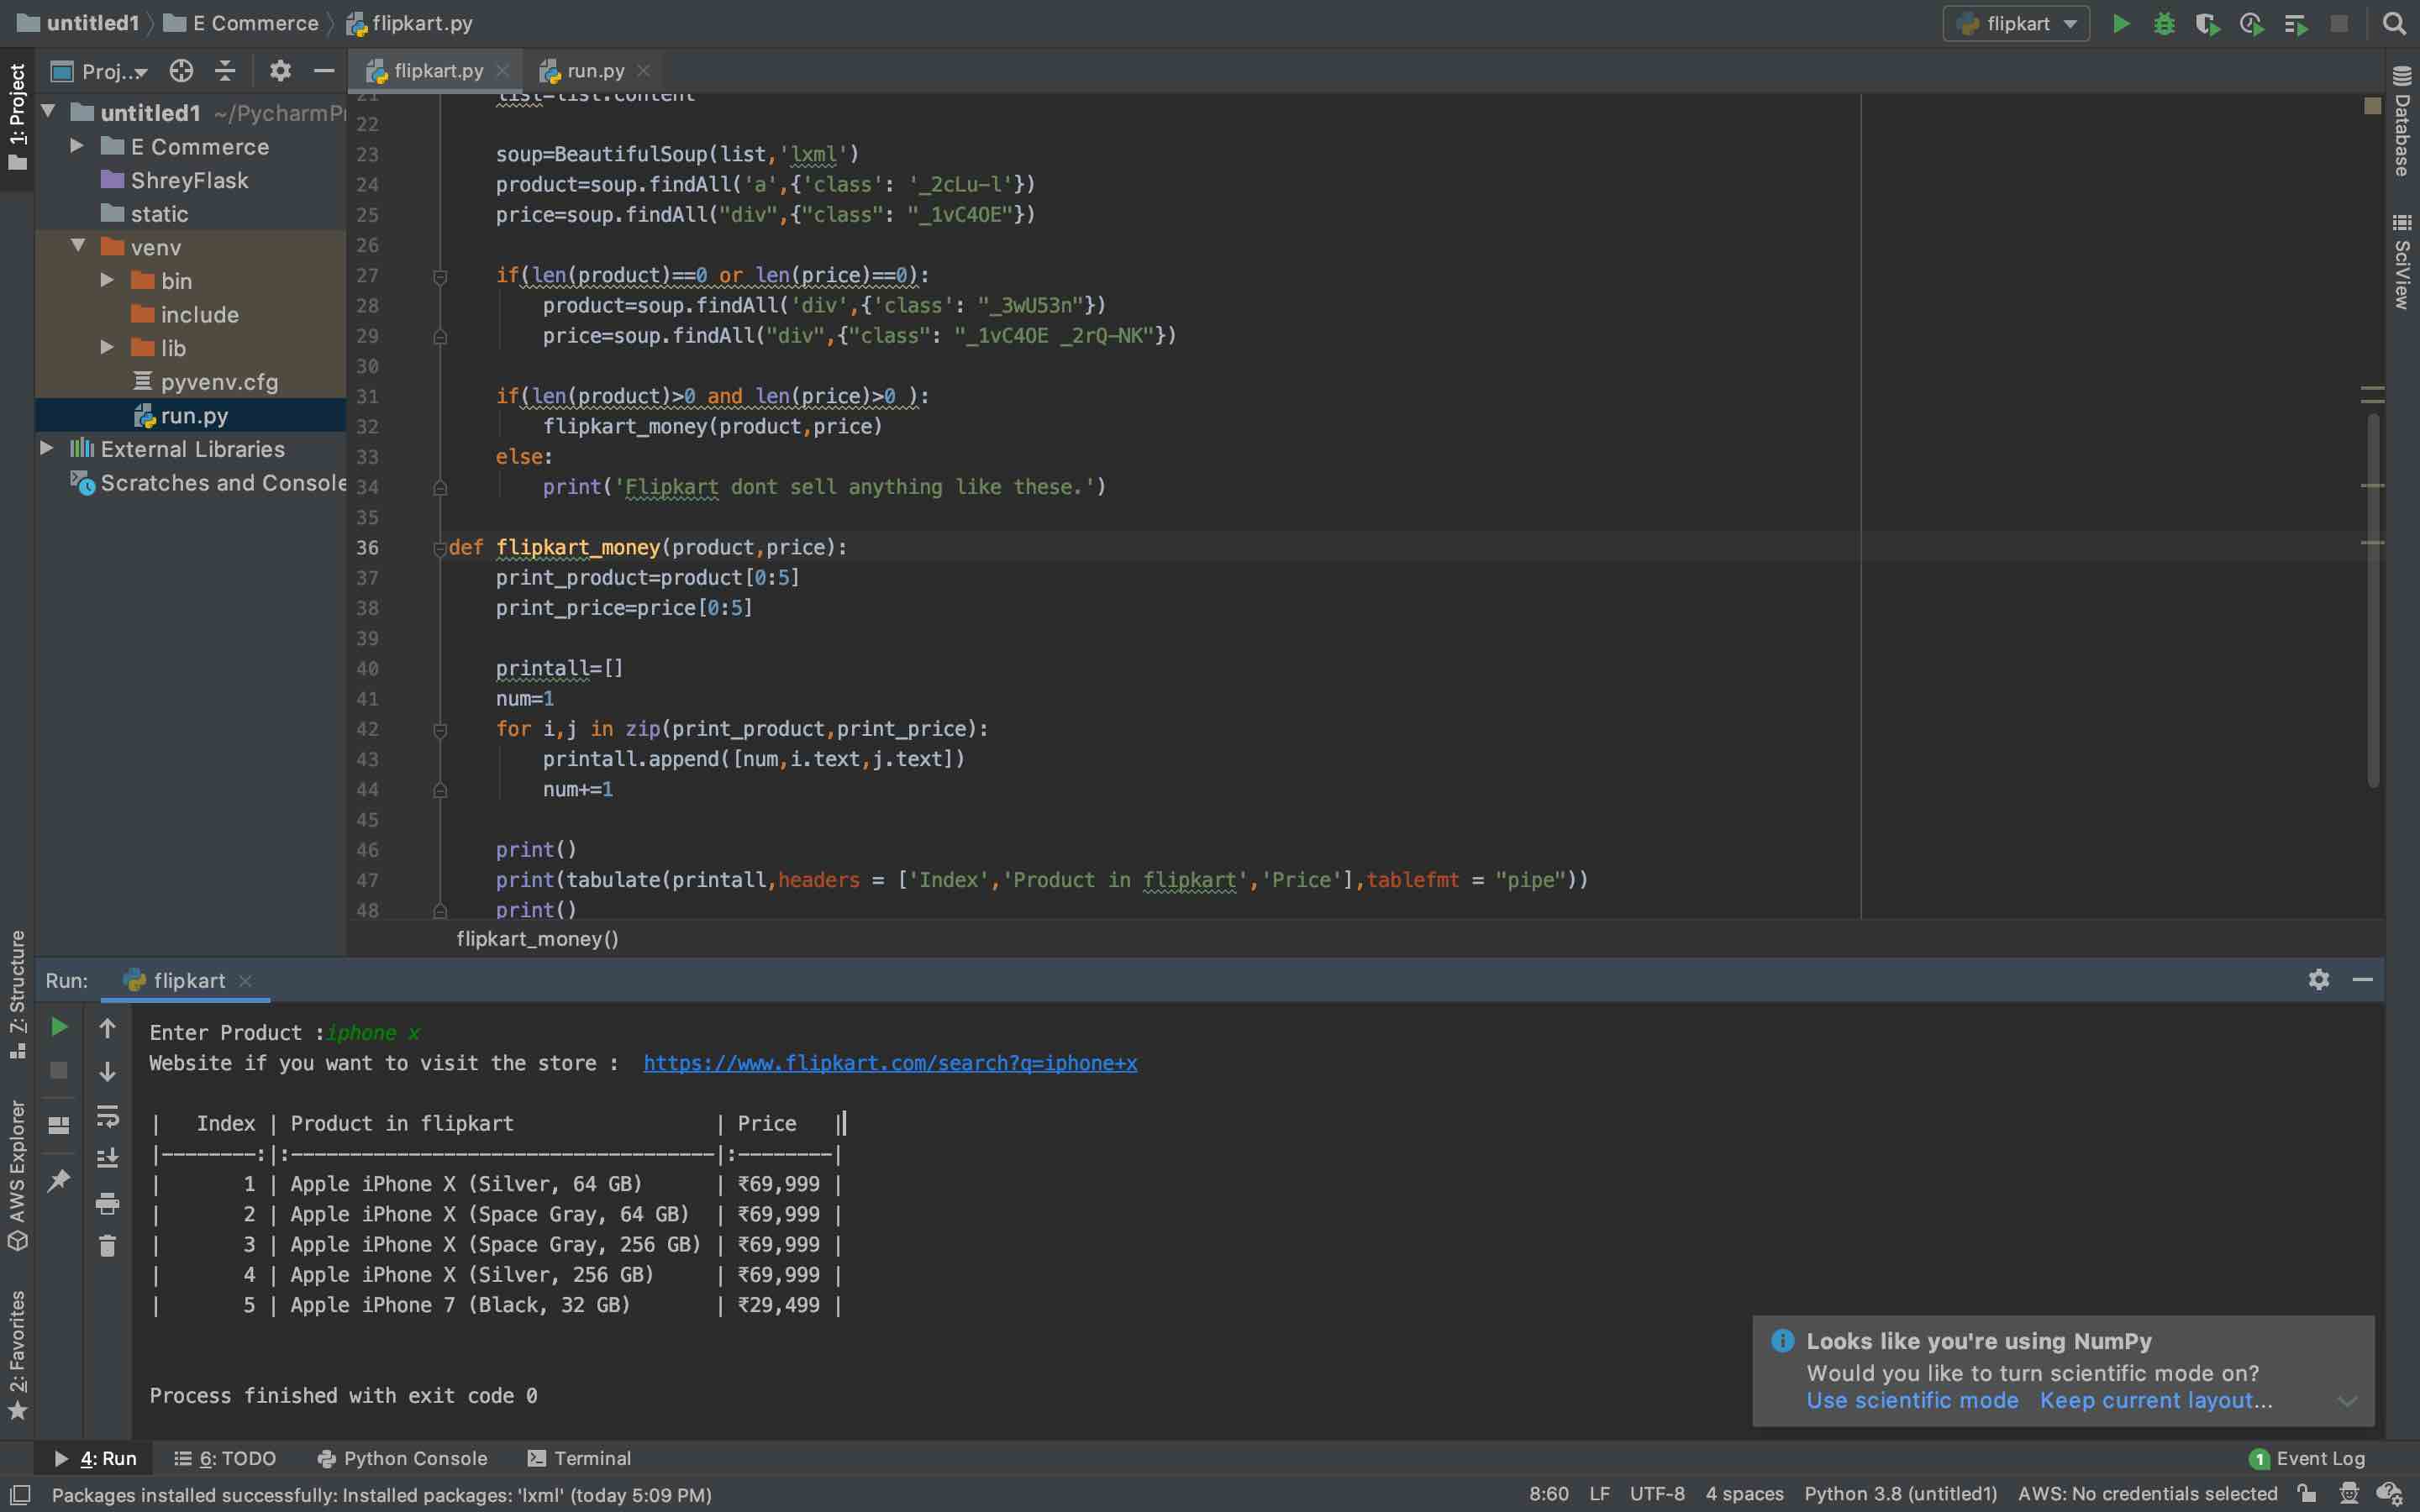 untitled1 E Commerce flipkart.py flipkart
1: Project Proj... flipkart.py run.py
untitled1 ~/PycharmPr
E Commerce
ShreyFlask
static
venv
bin
include
lib
pyvenv.cfg
run.py
External Libraries
Scratches and Console
21 list=list.content
22
23 soup=BeautifulSoup(list,'lxml')
24 product=soup.findAll('a',{'class': '_2cLu-l'})
25 price=soup.findAll("div",{"class": "_1vC4OE"})
26
27 if(len(product)==0 or len(price)==0):
28 product=soup.findAll('div',{'class': "_3wU53n"})
29 price=soup.findAll("div",{"class": "_1vC4OE _2rQ-NK"})
30
31 if(len(product)>0 and len(price)>0 ):
32 flipkart_money(product,price)
33 else:
34 print('Flipkart dont sell anything like these.')
35
36 def flipkart_money(product,price):
37 print_product=product[0:5]
38 print_price=price[0:5]
39
40 printall=[]
41 num=1
42 for i,j in zip(print_product,print_price):
43 printall.append([num,i.text,j.text])
44 num+=1
45
46 print()
47 print(tabulate(printall,headers = ['Index','Product in flipkart','Price'],tablefmt = "pipe"))
48 print()
flipkart_money()
Database
SciView
7: Structure
AWS Explorer
2: Favorites
Run: flipkart
Enter Product :iphone x
Website if you want to visit the store : https://www.flipkart.com/search?q=iphone+x
| Index | Product in flipkart | Price |
|--------:|:------------------------------------|:--------|
| 1 | Apple iPhone X (Silver, 64 GB) | ₹69,999 |
| 2 | Apple iPhone X (Space Gray, 64 GB) | ₹69,999 |
| 3 | Apple iPhone X (Space Gray, 256 GB) | ₹69,999 |
| 4 | Apple iPhone X (Silver, 256 GB) | ₹69,999 |
| 5 | Apple iPhone 7 (Black, 32 GB) | ₹29,499 |
Process finished with exit code 0
Looks like you're using NumPy
Would you like to turn scientific mode on?
Use scientific mode Keep current layout...
4: Run 6: TODO Python Console Terminal 1 Event Log
Packages installed successfully: Installed packages: 'lxml' (today 5:09 PM) 8:60 LF UTF-8 4 spaces Python 3.8 (untitled1) AWS: No credentials selected